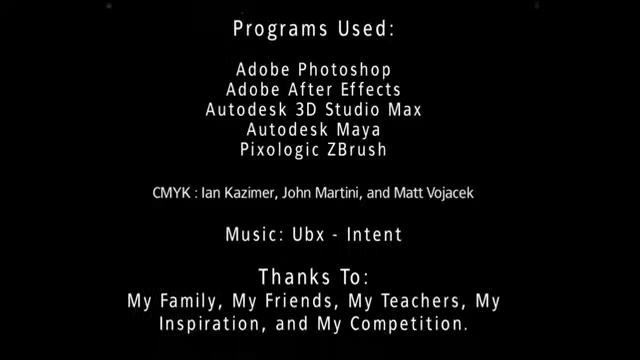 Programs Used:
Adobe Photoshop
Adobe After Effects
Autodesk 3D Studio Max
Autodesk Maya
Pixologic ZBrush
CMYK : Ian Kazimer, John Martini, and Matt Vojacek
Music: Ubx - Intent
Thanks To:
My Family, My Friends, My Teachers, My
Inspiration, and My Competition.